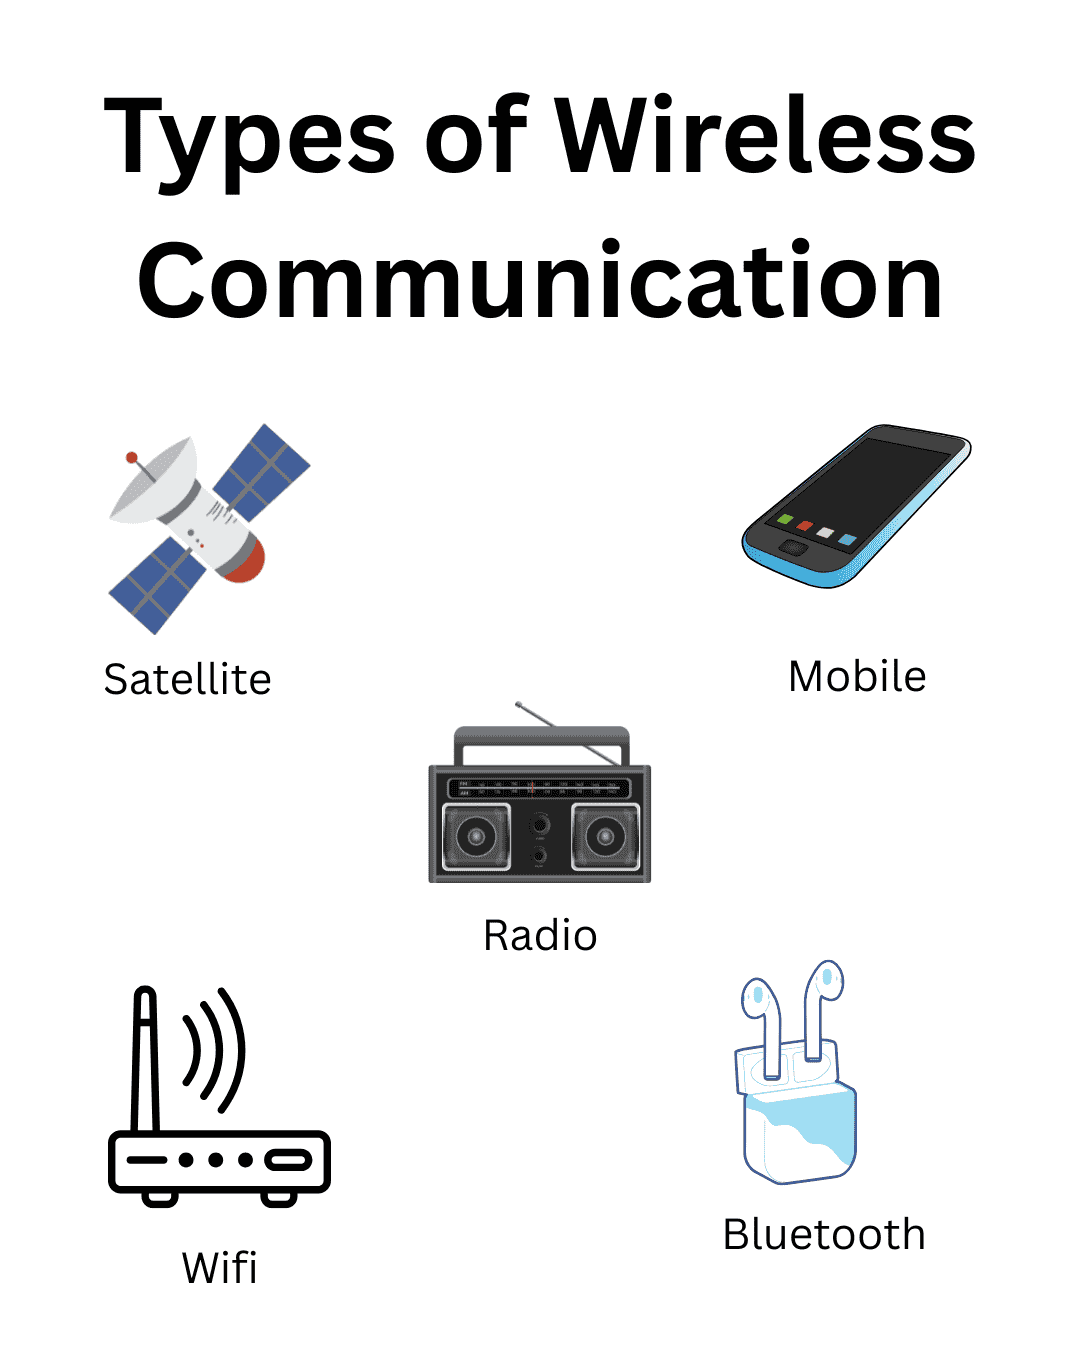 Types of Wireless
Communication
Satellite
Mobile
Radio
Wifi
Bluetooth